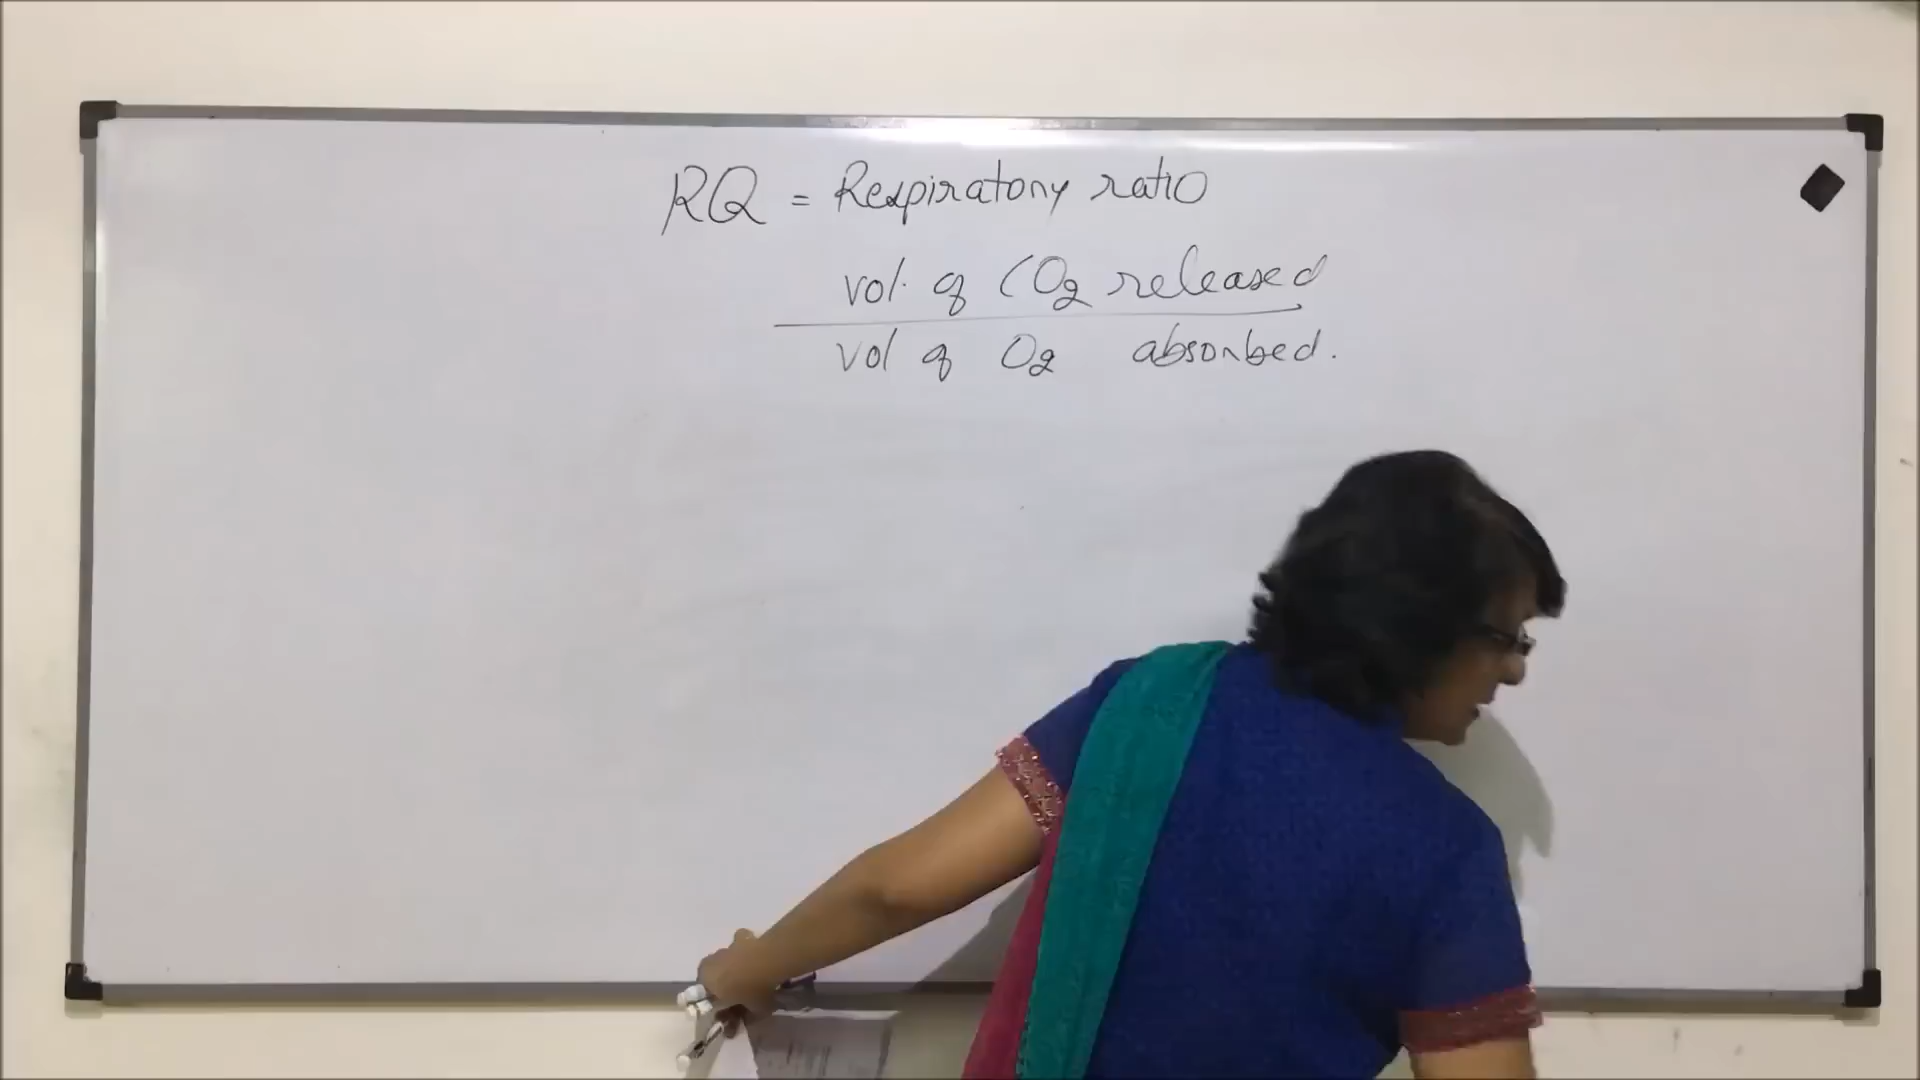 RQ = Respiratory ratio
vol. of CO2 released
vol of O2 absorbed.